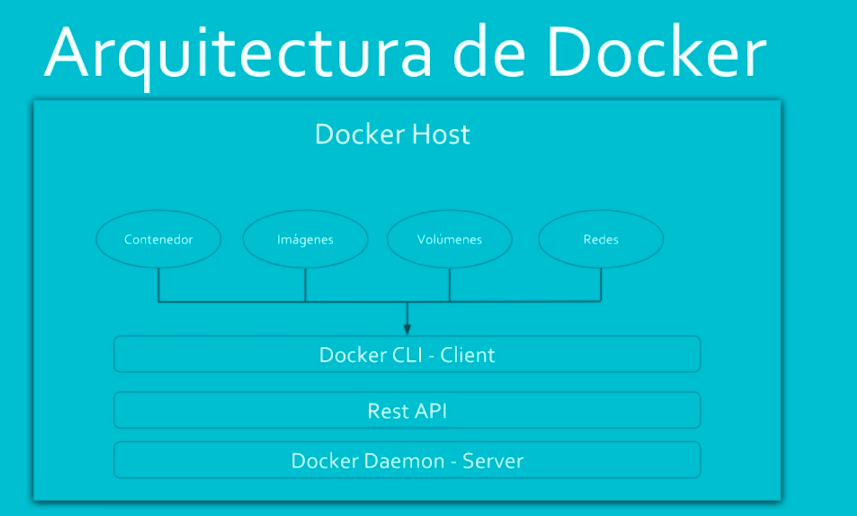 Arquitectura de Docker
Docker Host
Contenedor
Imágenes
Volúmenes
Redes
Docker CLI - Client
Rest API
Docker Daemon - Server